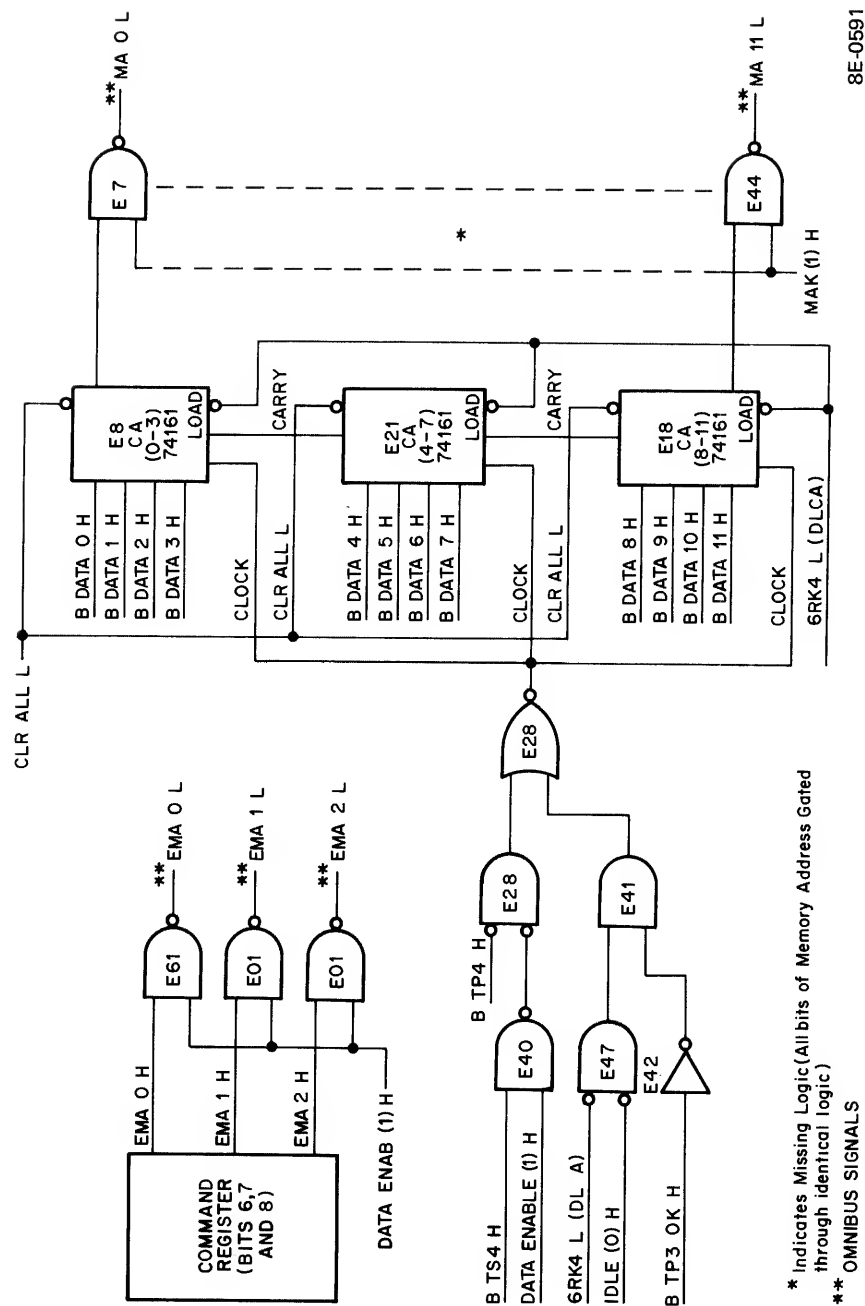 CLR ALL L
COMMAND
REGISTER
(BITS 6,7
AND 8)
EMA 0 H
EMA 1 H
EMA 2 H
DATA ENAB (1) H
E61
E01
E01
** EMA 0 L
** EMA 1 L
** EMA 2 L
B DATA 0 H
B DATA 1 H
B DATA 2 H
B DATA 3 H
E8
CA
(0-3)
74161
LOAD
CLOCK
CARRY
E7
** MA 0 L
CLR ALL L
B DATA 4 H
B DATA 5 H
B DATA 6 H
B DATA 7 H
E21
CA
(4-7)
74161
LOAD
CLOCK
CARRY
*
CLR ALL L
B DATA 8 H
B DATA 9 H
B DATA 10 H
B DATA 11 H
E18
CA
(8-11)
74161
LOAD
CLOCK
6RK4 L (DLCA)
E44
** MA 11 L
MAK (1) H
B TS4 H
DATA ENABLE (1) H
E40
B TP4 H
E28
E28
6RK4 L (DL A)
IDLE (0) H
E47
E42
B TP3 OK H
E41
* Indicates Missing Logic (All bits of Memory Address Gated
through identical logic)
** OMNIBUS SIGNALS
8E-0591